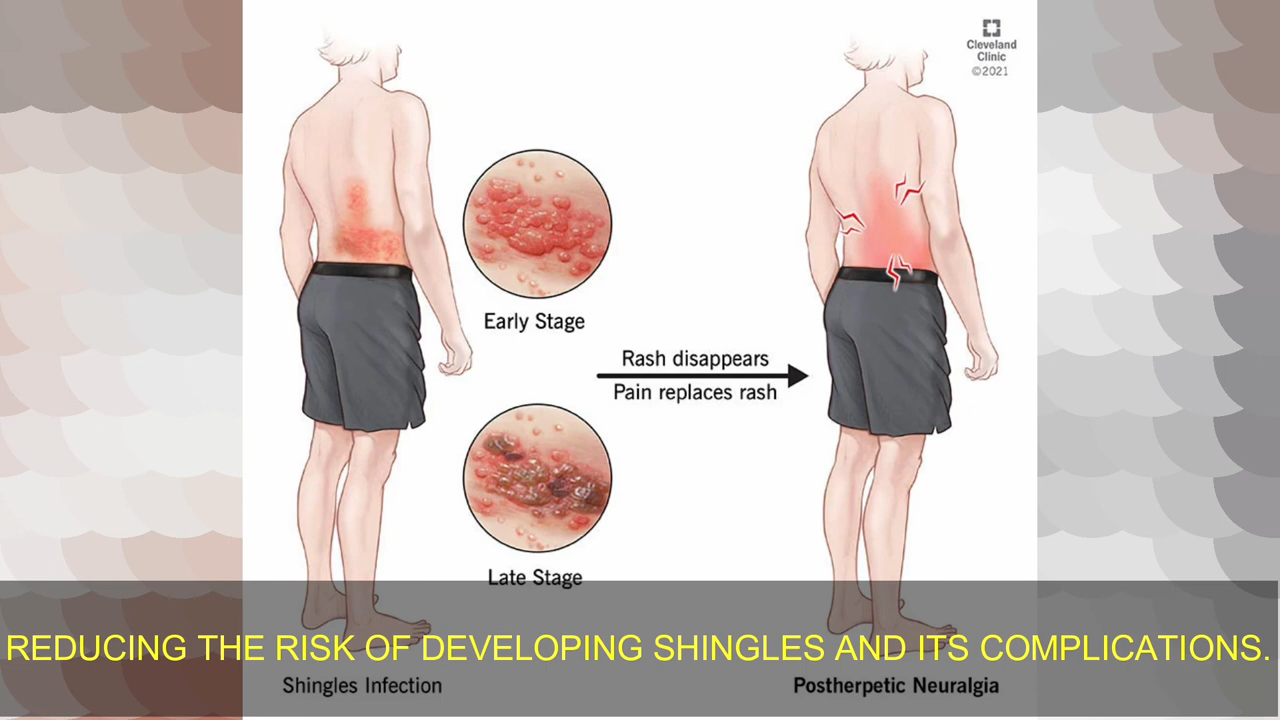 Cleveland
Clinic
©2021
Early Stage
Rash disappears
Pain replaces rash
Late Stage
REDUCING THE RISK OF DEVELOPING SHINGLES AND ITS COMPLICATIONS.
Shingles Infection
Postherpetic Neuralgia